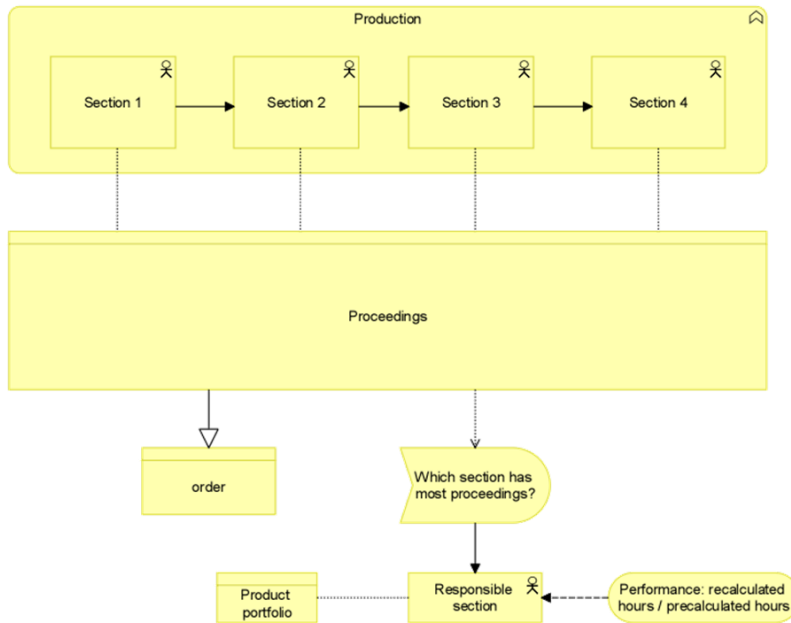 Production
Section 1
Section 2
Section 3
Section 4
Proceedings
order
Which section has
most proceedings?
Product
portfolio
Responsible
section
Performance: recalculated
hours / precalculated hours